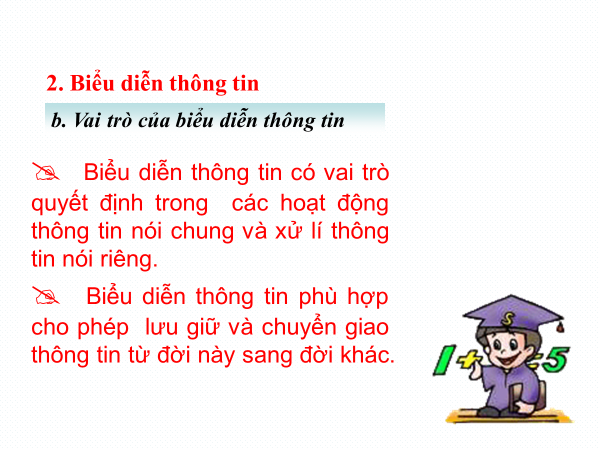 2. Biểu diễn thông tin
b. Vai trò của biểu diễn thông tin
Biểu diễn thông tin có vai trò
quyết định trong các hoạt động
thông tin nói chung và xử lí thông
tin nói riêng.
Biểu diễn thông tin phù hợp
cho phép lưu giữ và chuyển giao
thông tin từ đời này sang đời khác.
S
1+ =5